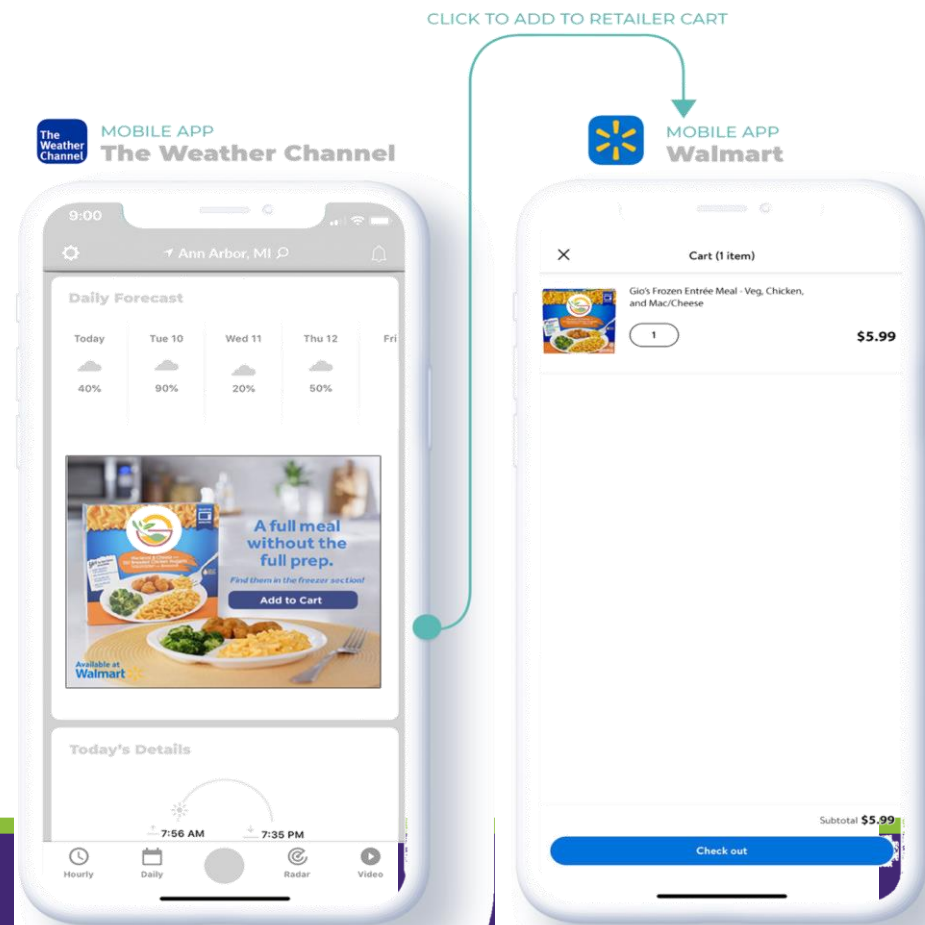 CLICK TO ADD TO RETAILER CART
The
Weather
Channel
MOBILE APP
The Weather Channel
9:00
Ann Arbor, MI
Daily Forecast
Today Tue 10 Wed 11 Thu 12 Fri
40% 90% 20% 50%
A full meal
without the
full prep.
Find them in the freezer section!
Add to Cart
Available at
Walmart
Today's Details
7:56 AM 7:35 PM
Hourly Daily Radar Video
MOBILE APP
Walmart
Cart (1 item)
Gio's Frozen Entrée Meal - Veg, Chicken,
and Mac/Cheese
1
$5.99
Subtotal $5.99
Check out